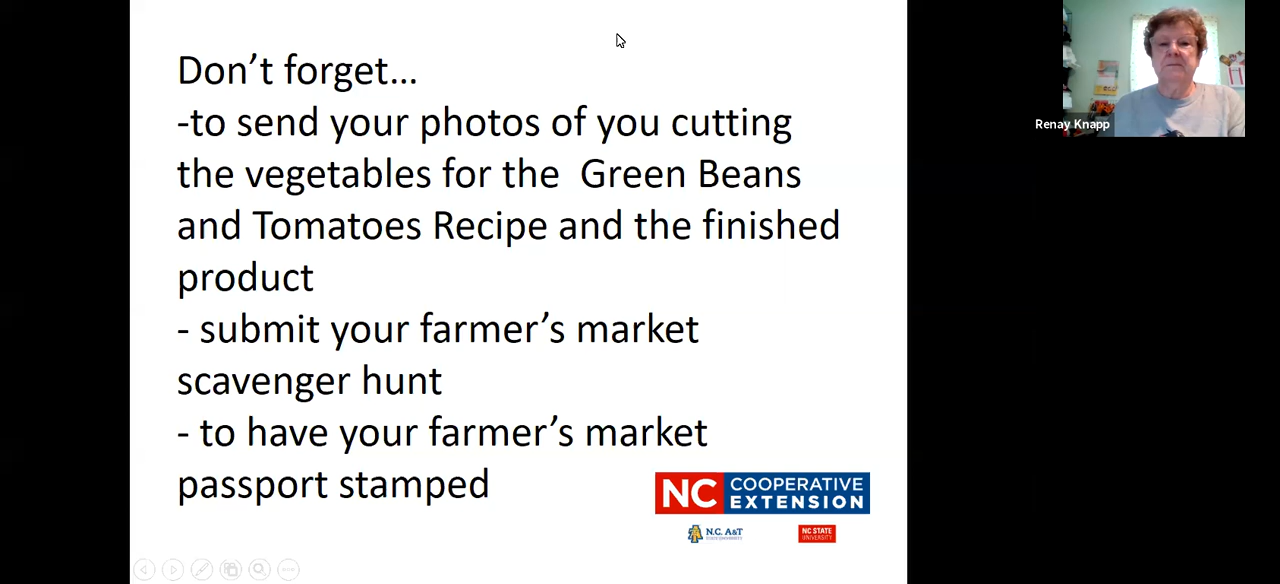 Don't forget...
-to send your photos of you cutting
the vegetables for the  Green Beans
and Tomatoes Recipe and the finished
product
- submit your farmer's market
scavenger hunt
- to have your farmer's market
passport stamped
Renay Knapp
NC COOPERATIVE
EXTENSION
N.C. A&T
STATE UNIVERSITY
NC STATE
UNIVERSITY